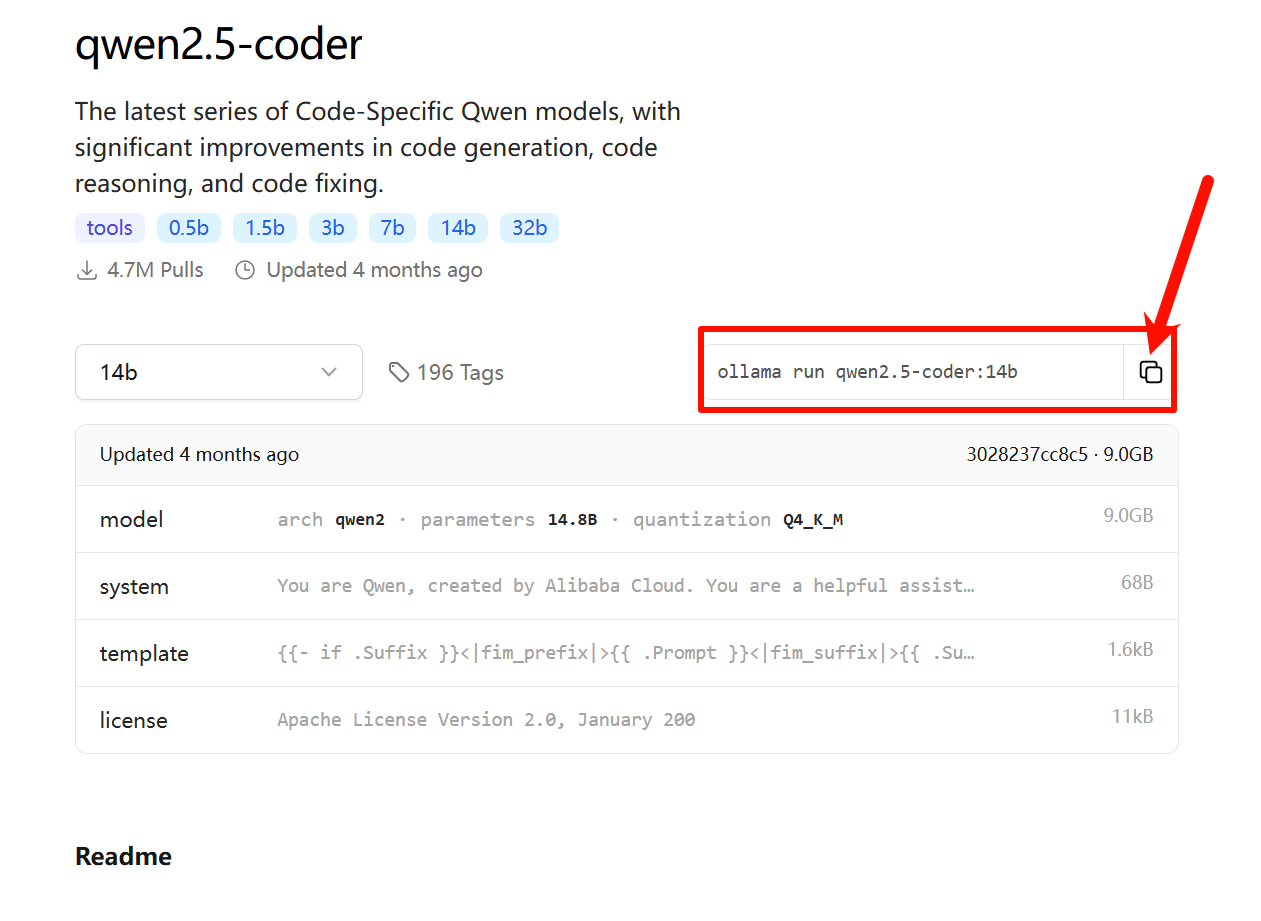 qwen2.5-coder
The latest series of Code-Specific Qwen models, with
significant improvements in code generation, code
reasoning, and code fixing.
tools 0.5b 1.5b 3b 7b 14b 32b
4.7M Pulls Updated 4 months ago
14b 196 Tags ollama run qwen2.5-coder:14b
Updated 4 months ago 3028237cc8c5 · 9.0GB
model arch qwen2 · parameters 14.8B · quantization Q4_K_M 9.0GB
system You are Qwen, created by Alibaba Cloud. You are a helpful assist… 68B
template {{- if .Suffix }}<|fim_prefix|>{{ .Prompt }}<|fim_suffix|>{{ .Su… 1.6kB
license Apache License Version 2.0, January 200 11kB
Readme